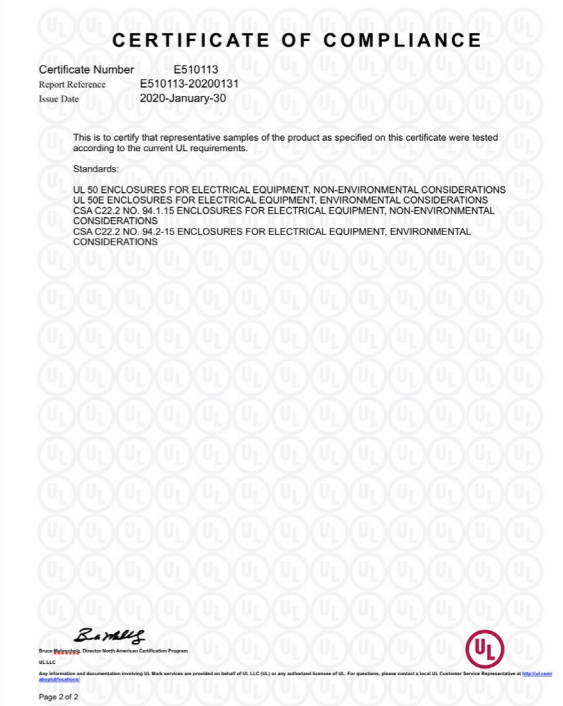 CERTIFICATE OF COMPLIANCE
Certificate Number E510113
Report Reference E510113-20200131
Issue Date 2020-January-30
This is to certify that representative samples of the product as specified on this certificate were tested
according to the current UL requirements.
Standards:
UL 50 ENCLOSURES FOR ELECTRICAL EQUIPMENT, NON-ENVIRONMENTAL CONSIDERATIONS
UL 50E ENCLOSURES FOR ELECTRICAL EQUIPMENT, ENVIRONMENTAL CONSIDERATIONS
CSA C22.2 NO. 94.1.15 ENCLOSURES FOR ELECTRICAL EQUIPMENT, NON-ENVIRONMENTAL
CONSIDERATIONS
CSA C22.2 NO. 94.2-15 ENCLOSURES FOR ELECTRICAL EQUIPMENT, ENVIRONMENTAL
CONSIDERATIONS
Bruce Mahrenholz, Director North American Certification Program
UL LLC
UL
Any information and documentation involving UL Mark services are provided on behalf of UL LLC (UL) or any authorized licensee of UL. For questions, please contact a local UL Customer Service Representative at http://ul.com/
aboutul/locations/
Page 2 of 2